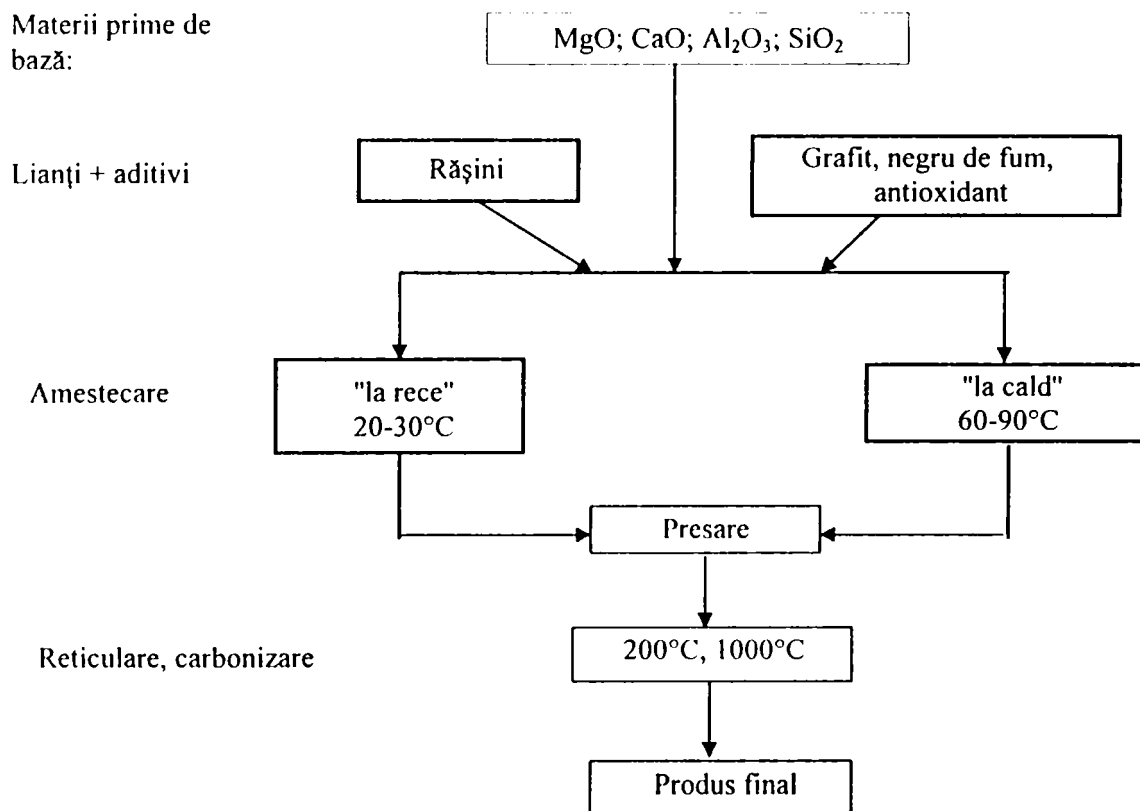 Materii prime de
bază:
MgO; CaO; Al₂O₃; SiO₂
Lianţi + aditivi
Răşini
Grafit, negru de fum,
antioxidant
Amestecare
"la rece"
20-30°C
"la cald"
60-90°C
Presare
Reticulare, carbonizare
200°C, 1000°C
Produs final